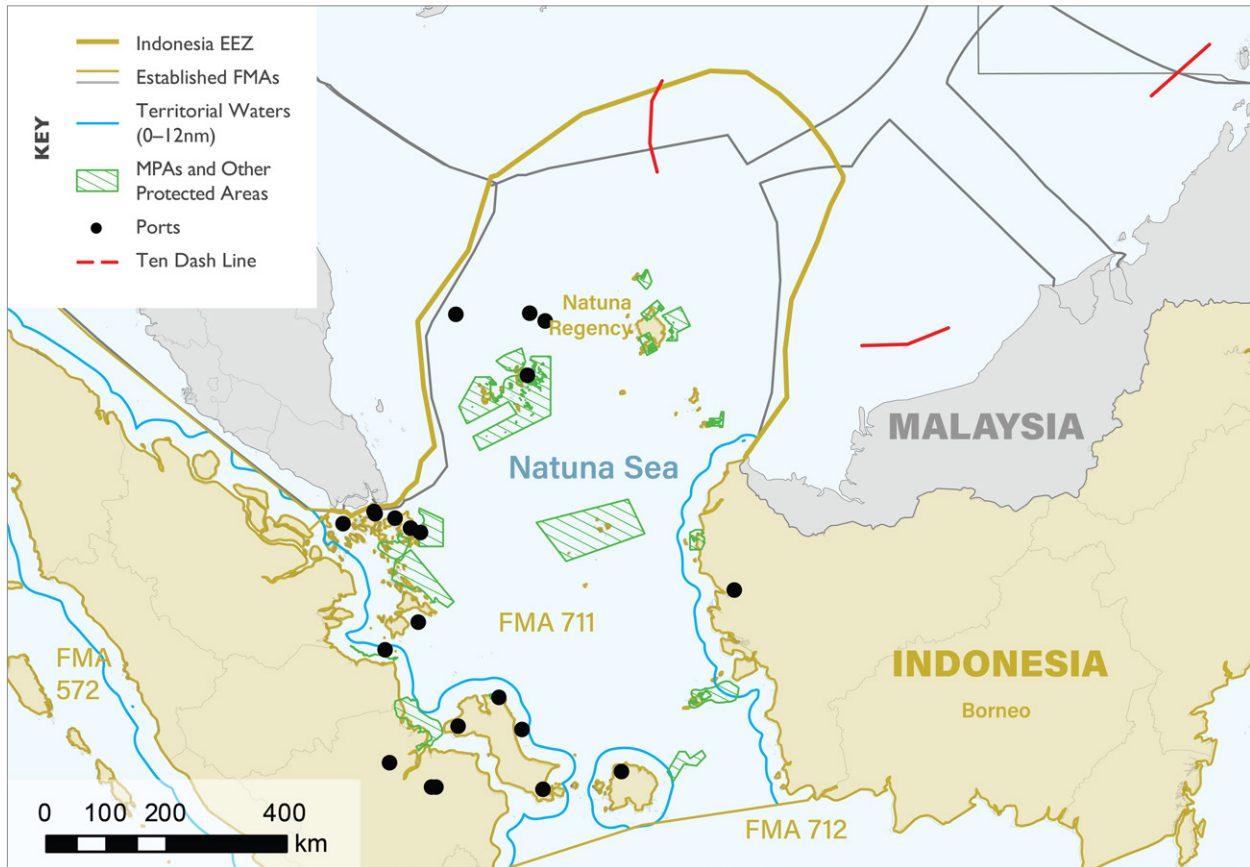 KEY
Indonesia EEZ
Established FMAs
Territorial Waters
(0–12nm)
MPAs and Other
Protected Areas
Ports
Ten Dash Line
Natuna
Regency
MALAYSIA
Natuna Sea
FMA 711
FMA
572
INDONESIA
Borneo
FMA 712
0 100 200 400
km